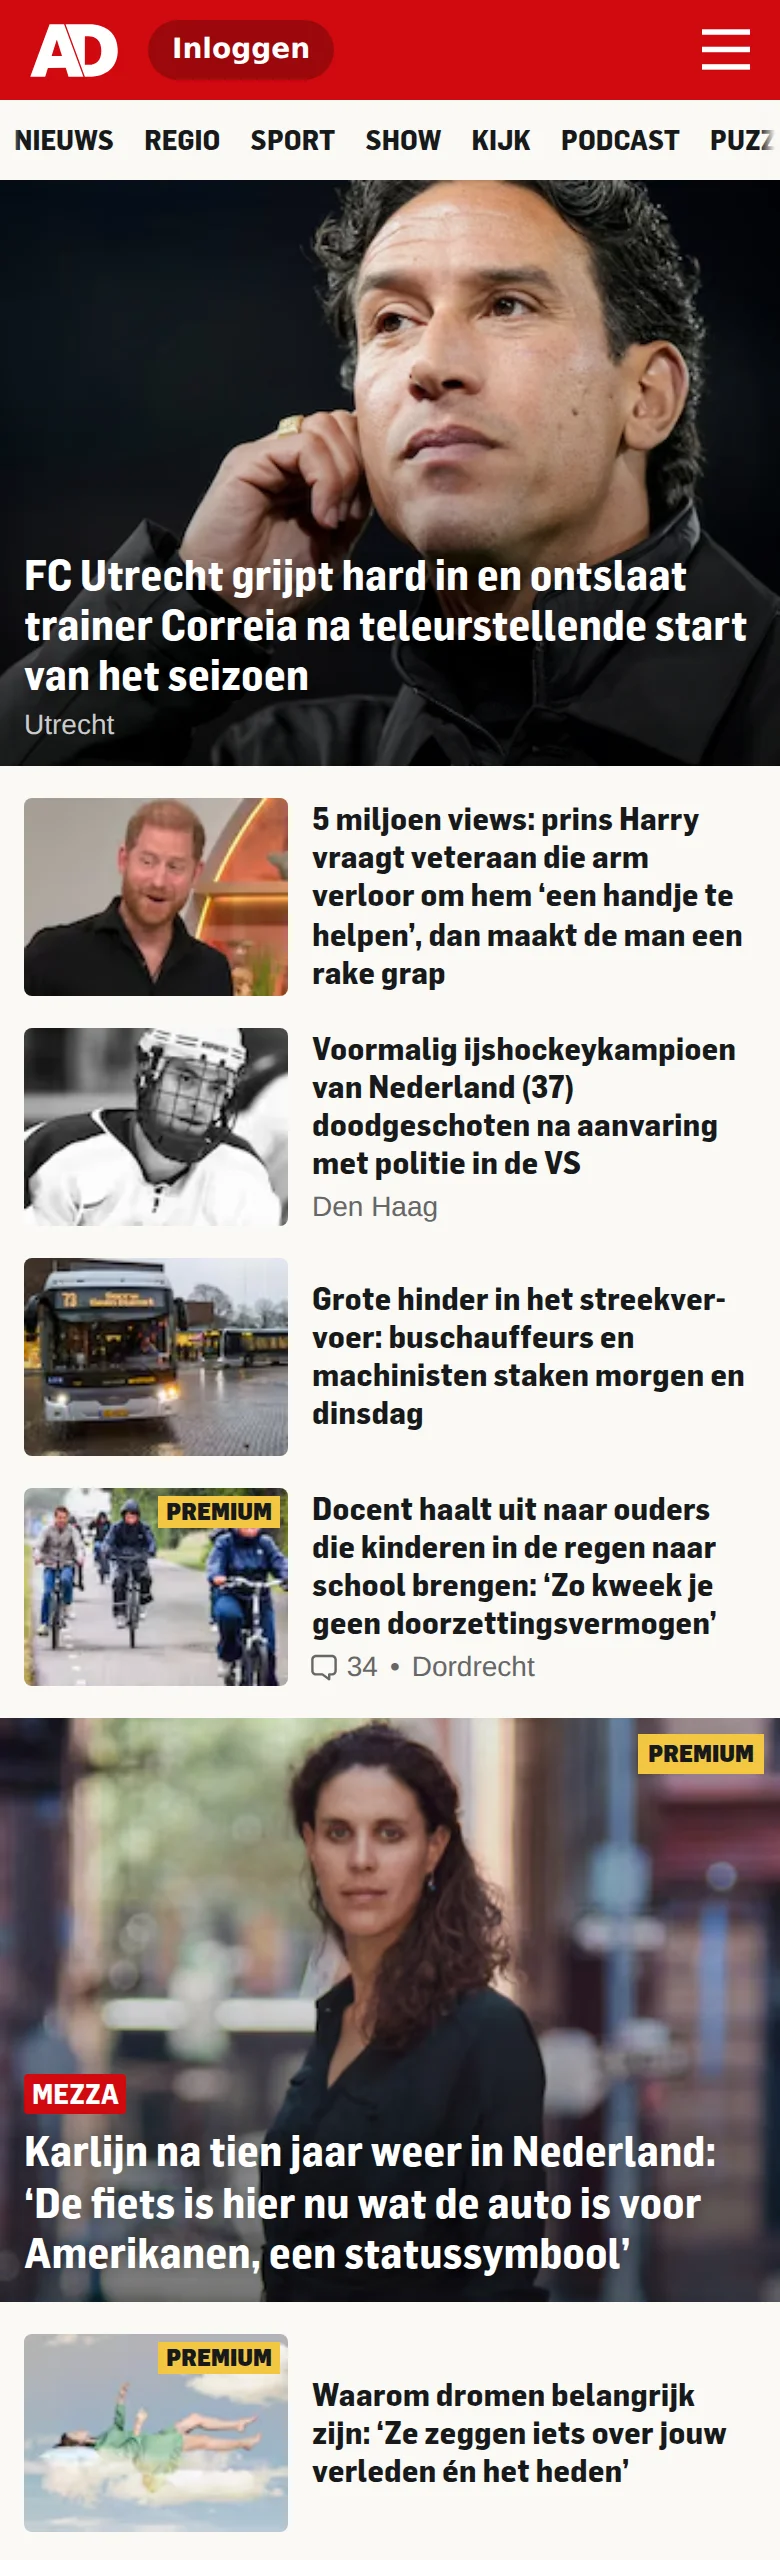 AD
Inloggen
NIEUWS REGIO SPORT SHOW KIJK PODCAST PUZZ
FC Utrecht grijpt hard in en ontslaat
trainer Correia na teleurstellende start
van het seizoen
Utrecht
5 miljoen views: prins Harry
vraagt veteraan die arm
verloor om hem ‘een handje te
helpen’, dan maakt de man een
rake grap
Voormalig ijshockeykampioen
van Nederland (37)
doodgeschoten na aanvaring
met politie in de VS
Den Haag
73
Grote hinder in het streekver-
voer: buschauffeurs en
machinisten staken morgen en
dinsdag
PREMIUM
Docent haalt uit naar ouders
die kinderen in de regen naar
school brengen: ‘Zo kweek je
geen doorzettingsvermogen’
34 • Dordrecht
PREMIUM
MEZZA
Karlijn na tien jaar weer in Nederland:
‘De fiets is hier nu wat de auto is voor
Amerikanen, een statussymbool’
PREMIUM
Waarom dromen belangrijk
zijn: ‘Ze zeggen iets over jouw
verleden én het heden’